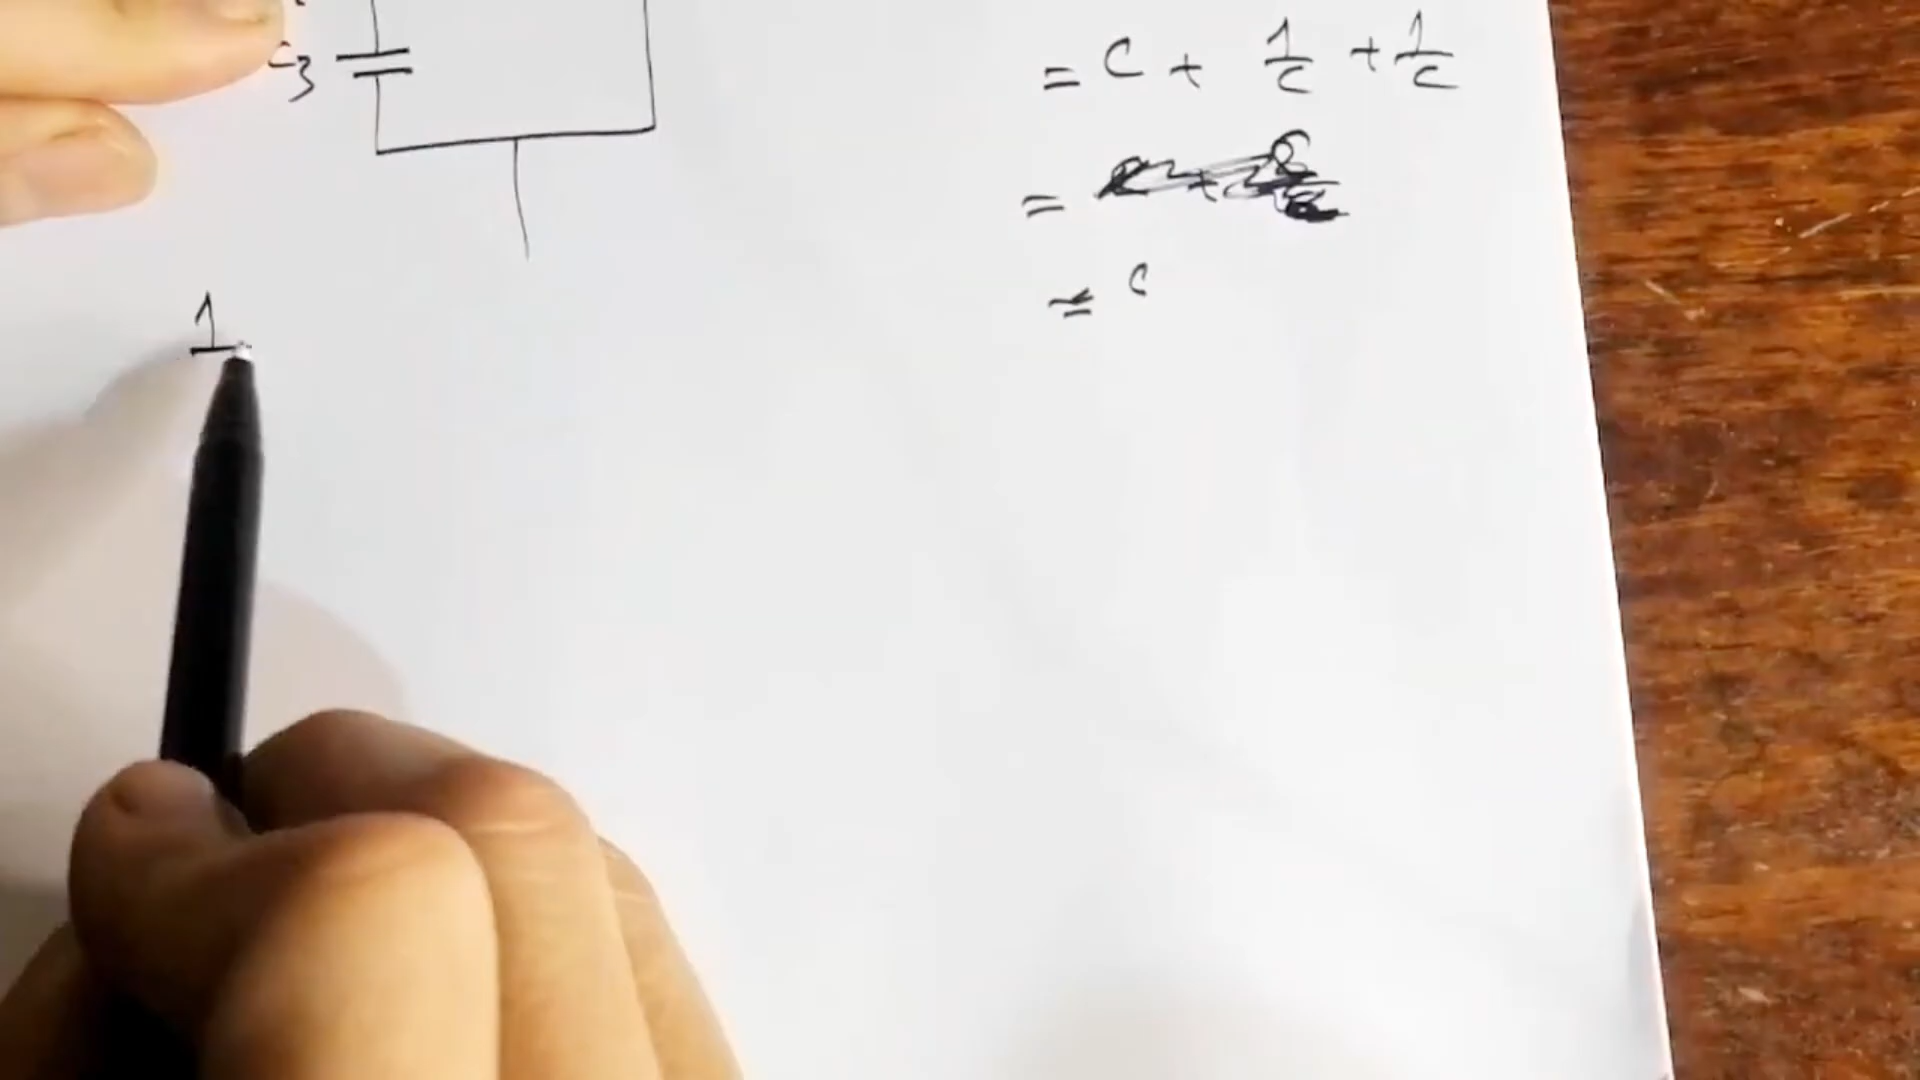 C3
= C + 1/C + 1/C
=
= C
1